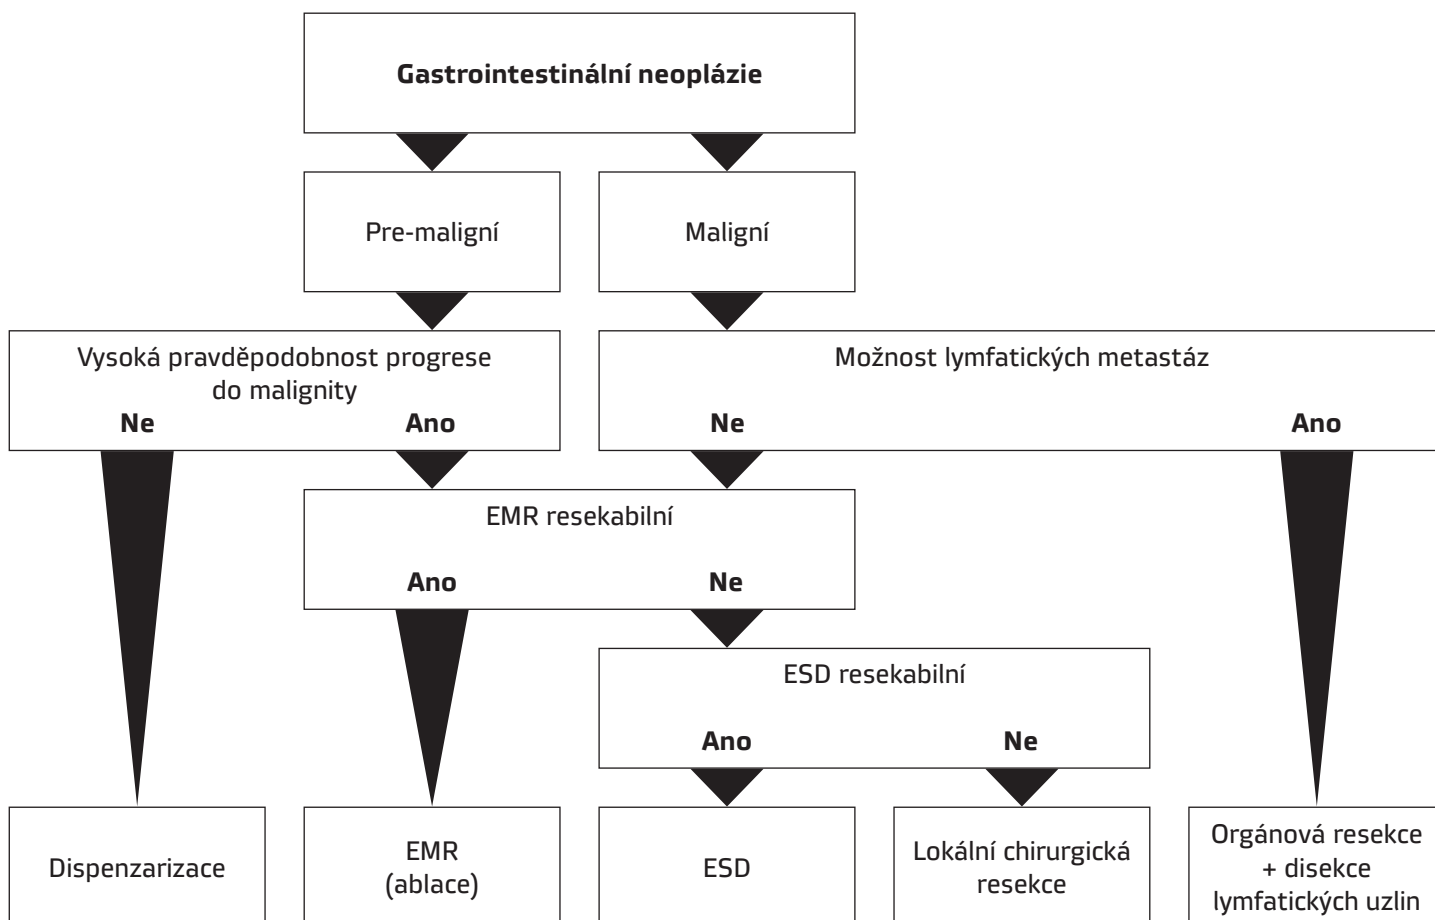 Gastrointestinální neoplázie
Pre-maligní
Maligní
Vysoká pravděpodobnost progrese
do malignity
Ne
Ano
Možnost lymfatických metastáz
Ne
Ano
EMR resekabilní
Ano
Ne
ESD resekabilní
Ano
Ne
Dispenzarizace
EMR
(ablace)
ESD
Lokální chirurgická
resekce
Orgánová resekce
+ disekce
lymfatických uzlin